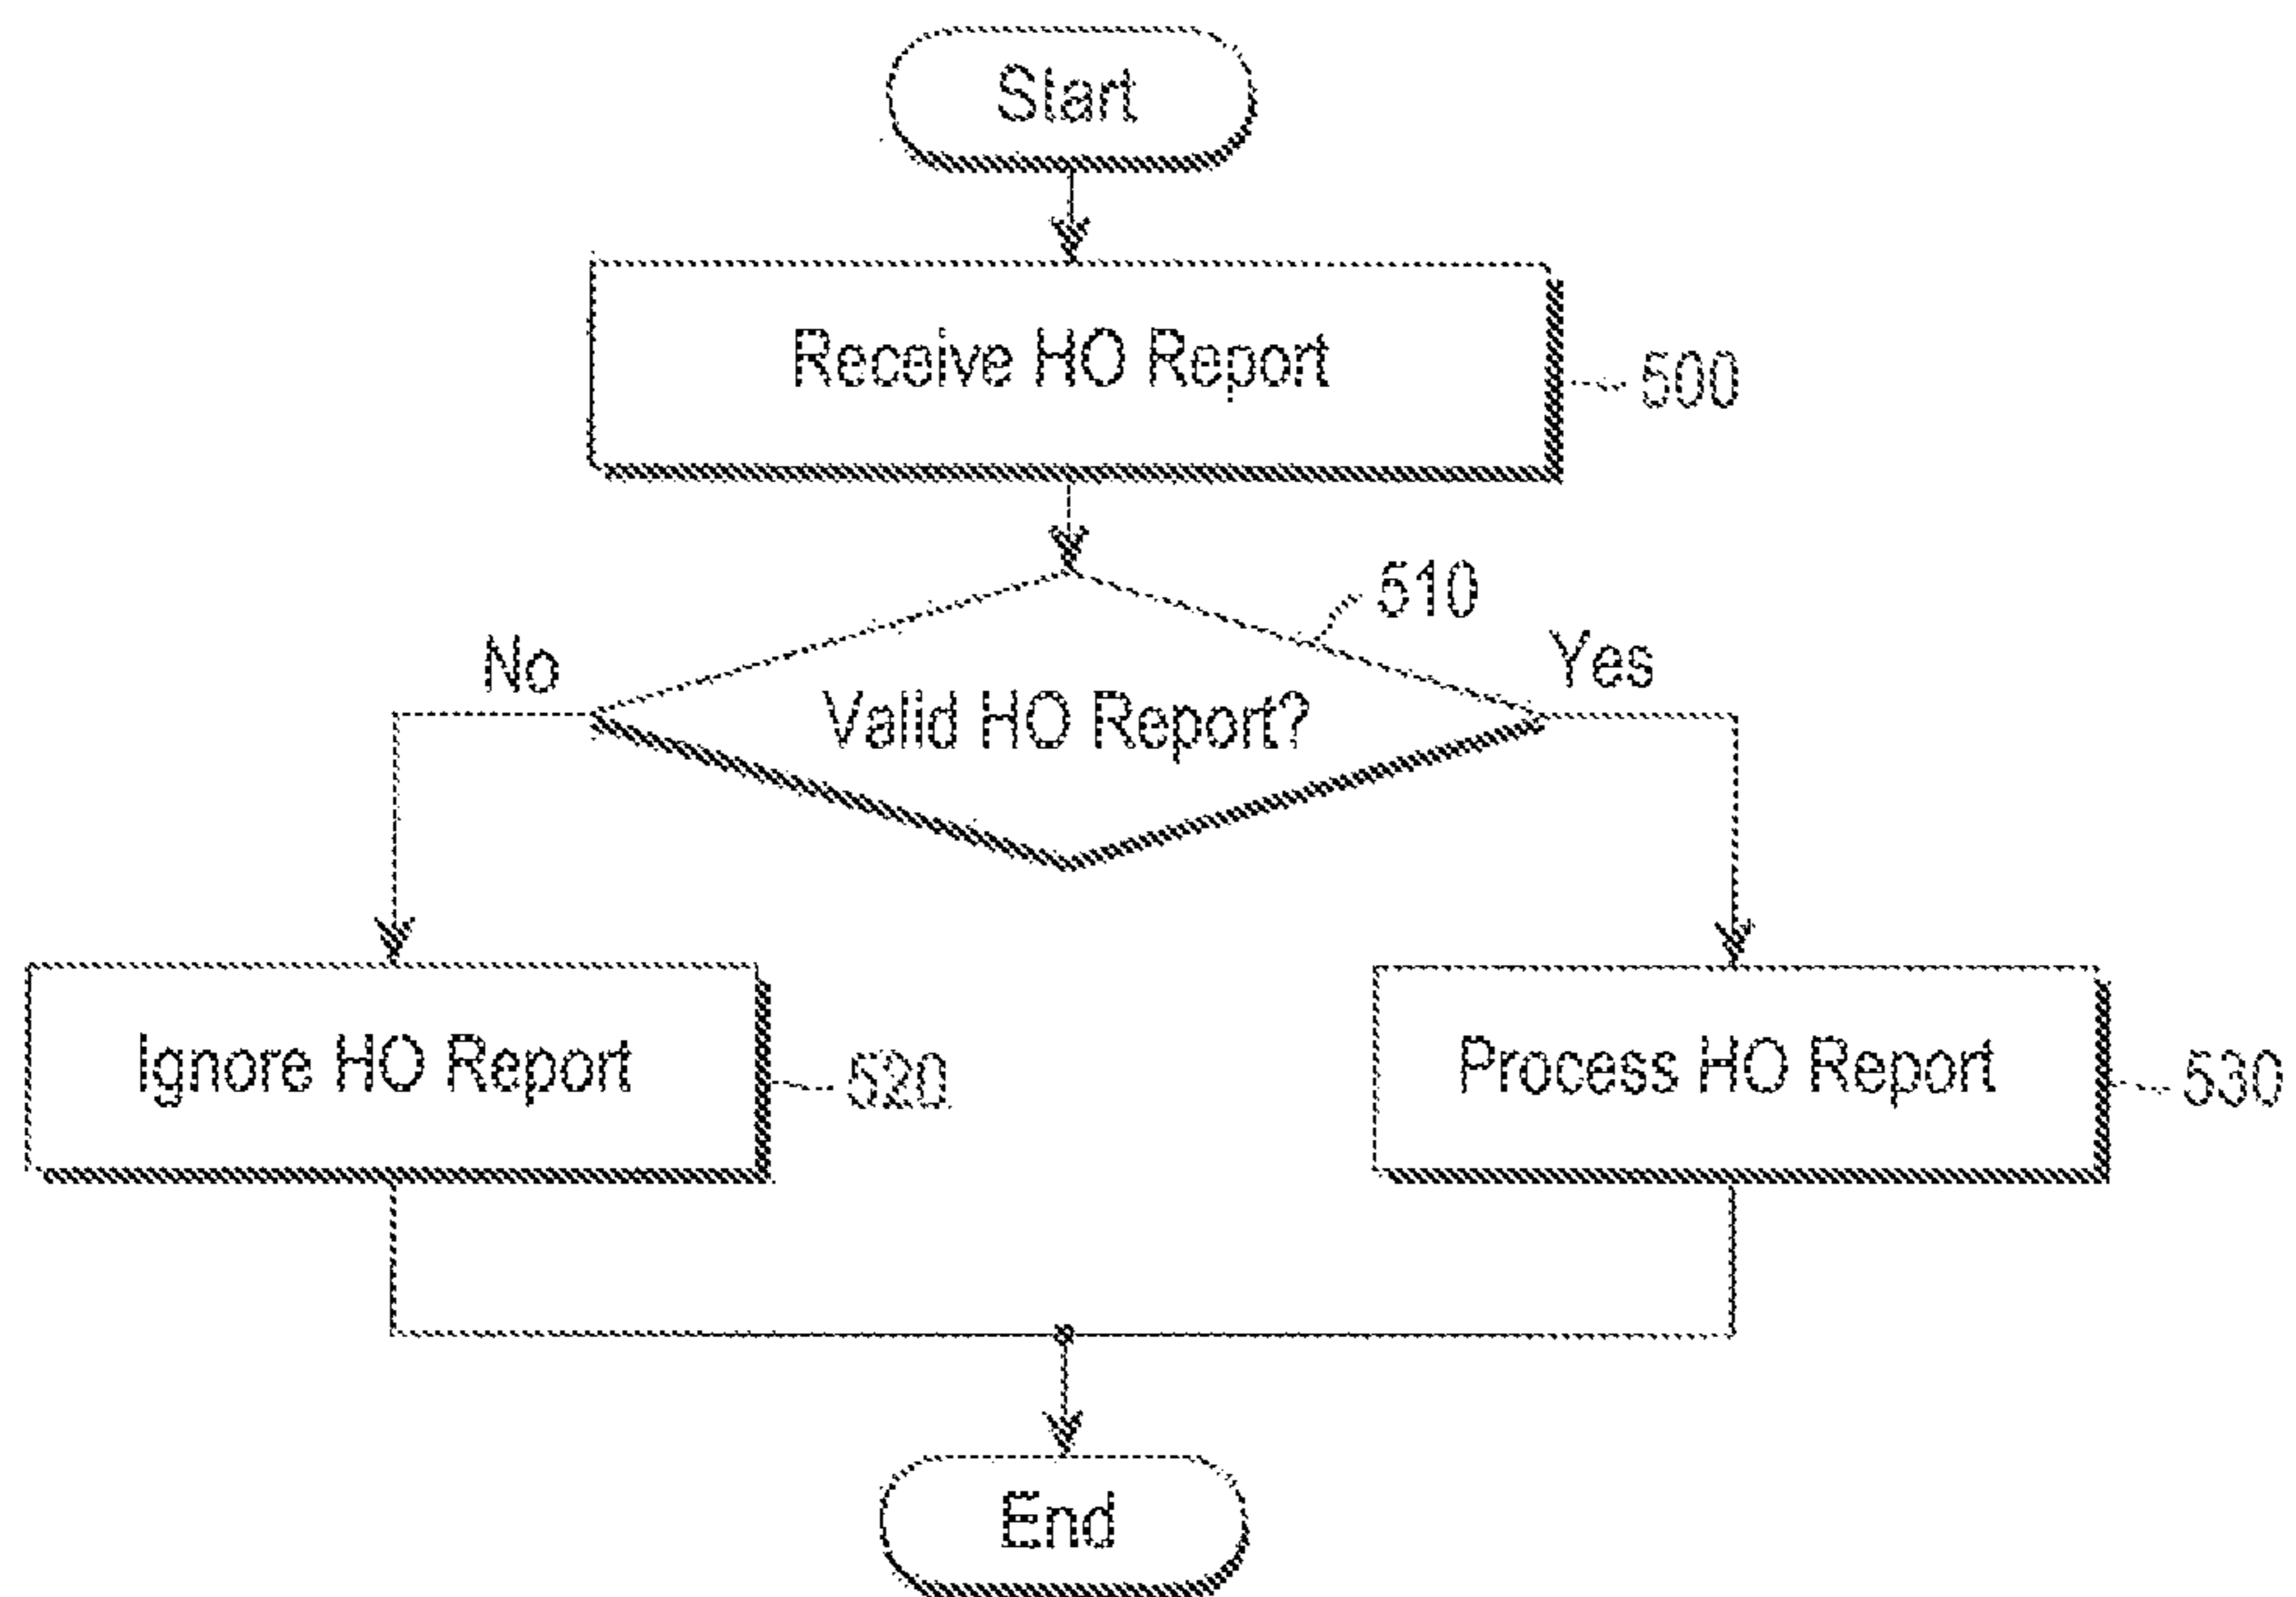 Start
Receive HO Report
500
510
No
Yes
Valid HO Report?
Ignore HO Report
520
Process HO Report
530
End